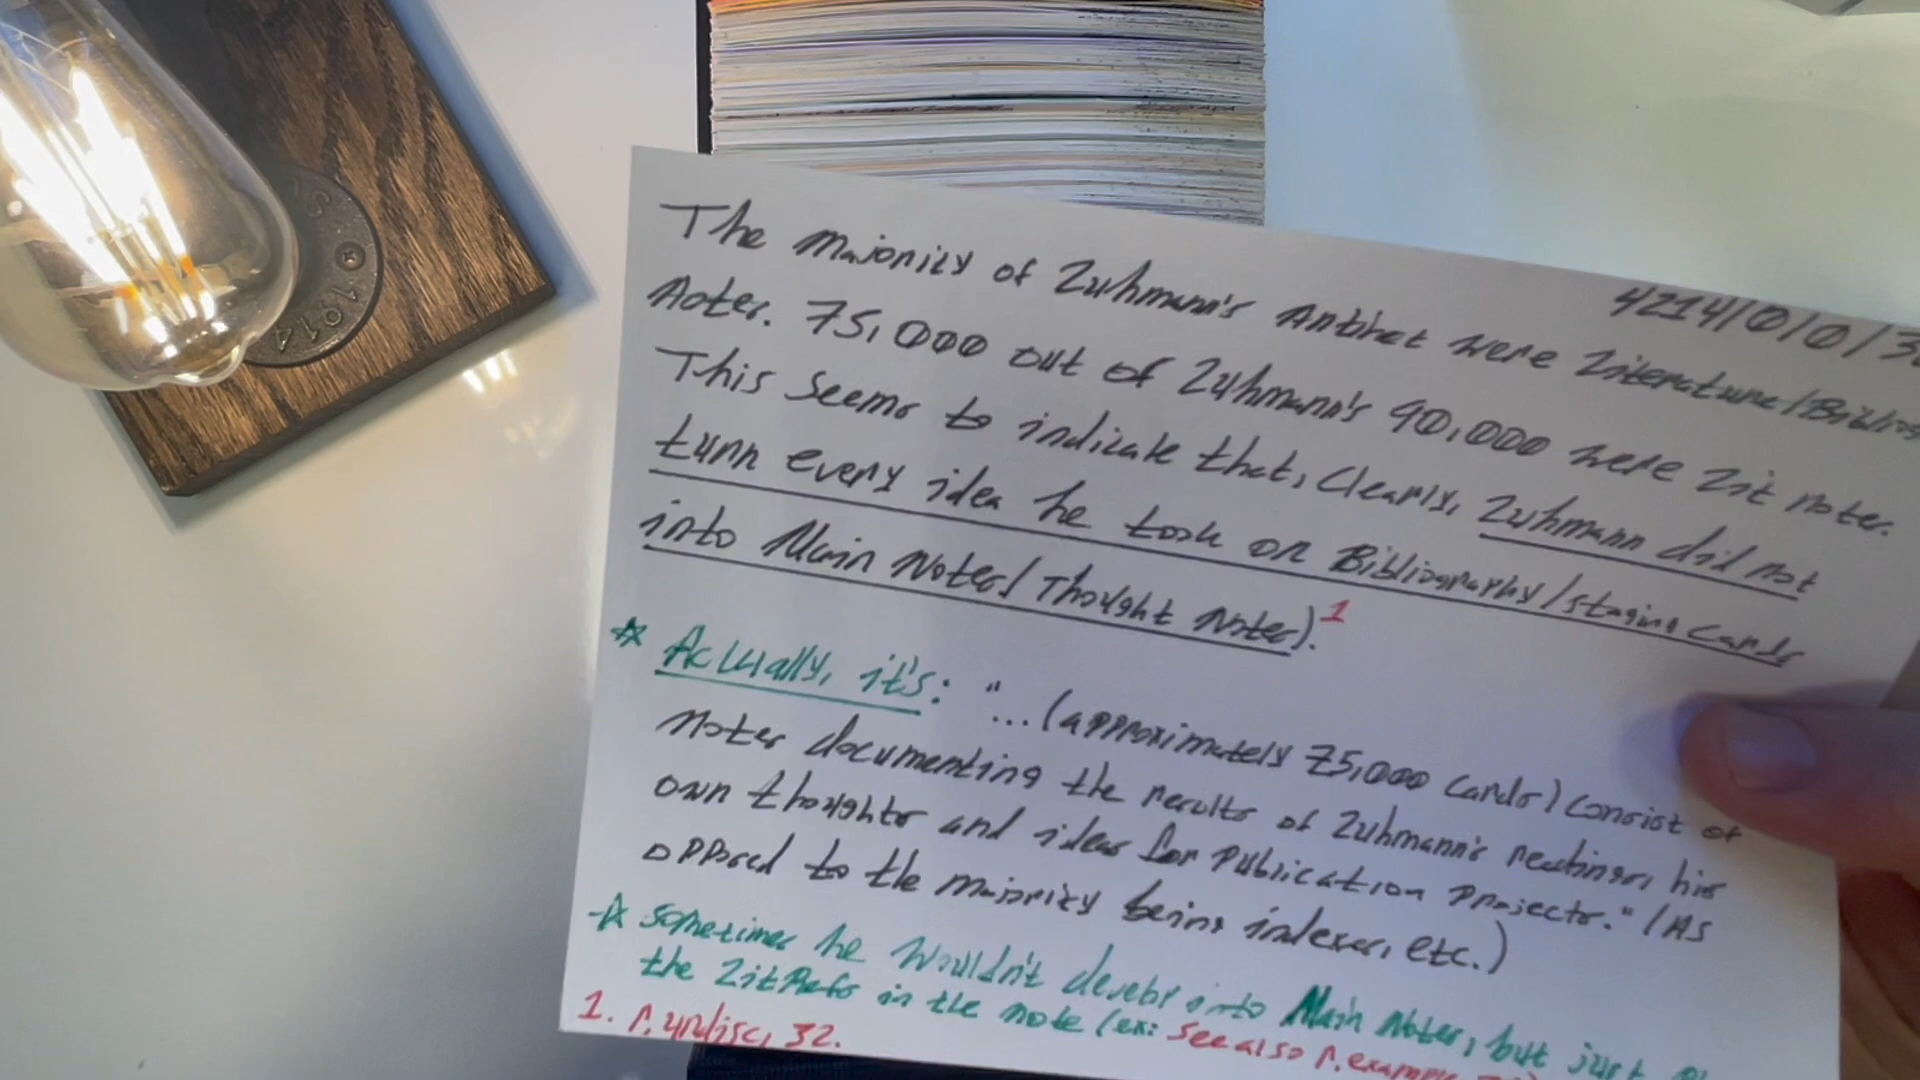 4214/0/0/3
The majority of Luhmann's Antinet were Literature/Biblio
Notes. 75,000 out of Luhmann's 90,000 were Lit notes.
This seems to indicate that, clearly, Luhmann did not
turn every idea he took on Bibliography/staging cards
into Main Notes/Thought Notes).1
Actually, it's: "...(approximately 75,000 cards) consist of
notes documenting the results of Luhmann's readings, his
own thoughts and ideas for publication projects." (As
opposed to the majority being indexes, etc.)
Sometimes he wouldn't develop into Main Notes, but just
the Lit Refs in the note (ex: See also r.example
1. r. 32.
S 1914